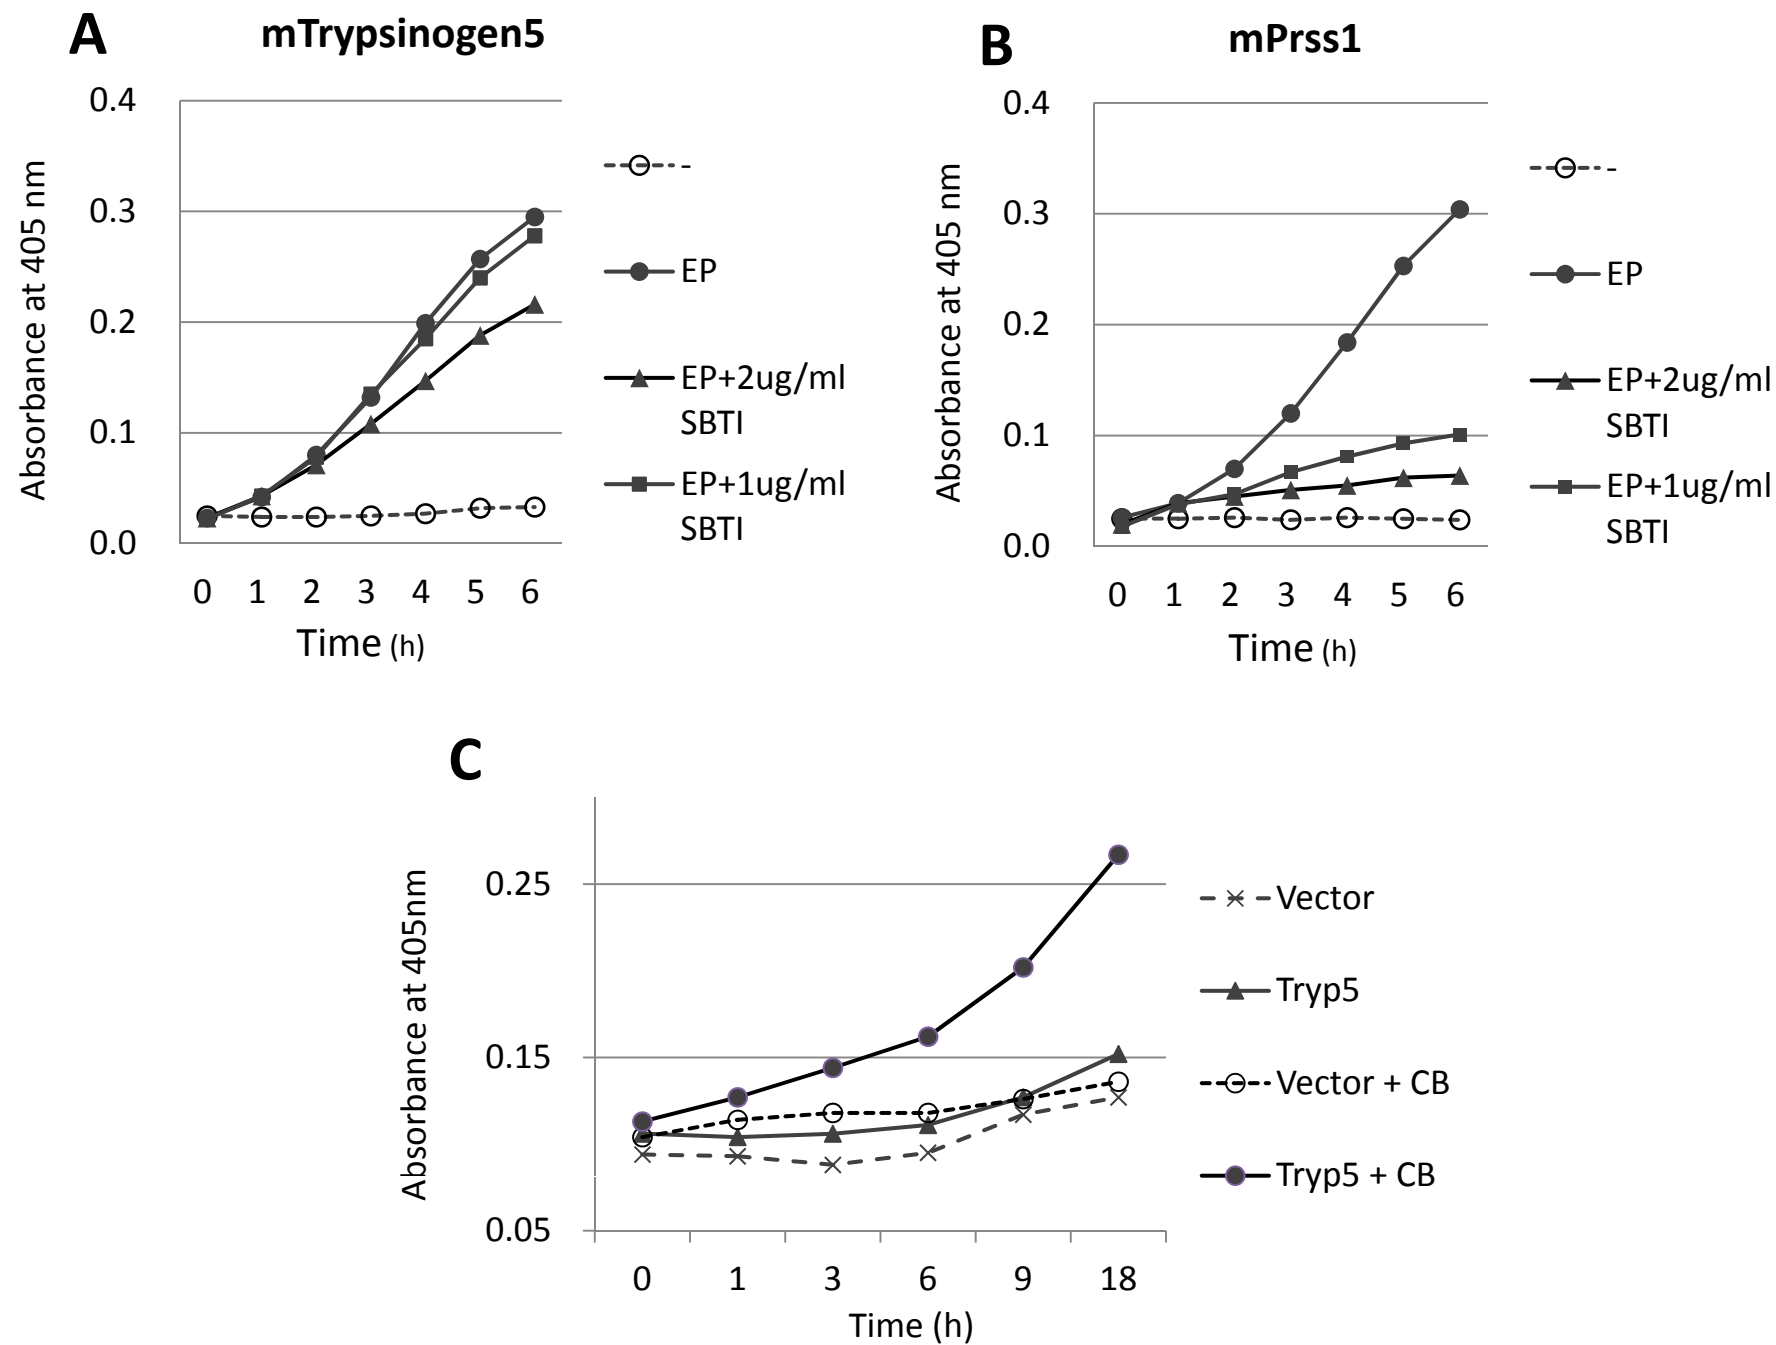 A
mTrypsinogen5
0.4
0.3
0.2
0.1
0.0
Absorbance at 405 nm
0 1 2 3 4 5 6
Time (h)
-
EP
EP+2ug/ml
SBTI
EP+1ug/ml
SBTI
B
mPrss1
0.4
0.3
0.2
0.1
0.0
Absorbance at 405 nm
0 1 2 3 4 5 6
Time (h)
-
EP
EP+2ug/ml
SBTI
EP+1ug/ml
SBTI
C
0.25
0.15
0.05
Absorbance at 405nm
0 1 3 6 9 18
Time (h)
Vector
Tryp5
Vector + CB
Tryp5 + CB